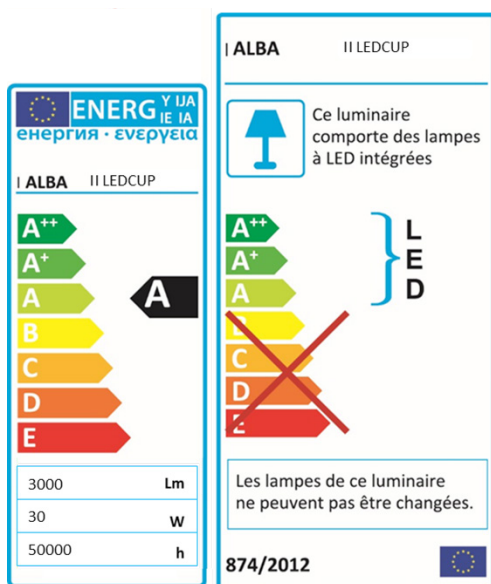 ENERG Y IJA
IE IA
енергия · ενεργεια
I ALBA II LEDCUP
A++
A+
A
B
C
D
E
A
3000 Lm
30 W
50000 h
I ALBA II LEDCUP
Ce luminaire
comporte des lampes
à LED intégrées
A++
A+
A
B
C
D
E
L
E
D
Les lampes de ce luminaire
ne peuvent pas être changées.
874/2012